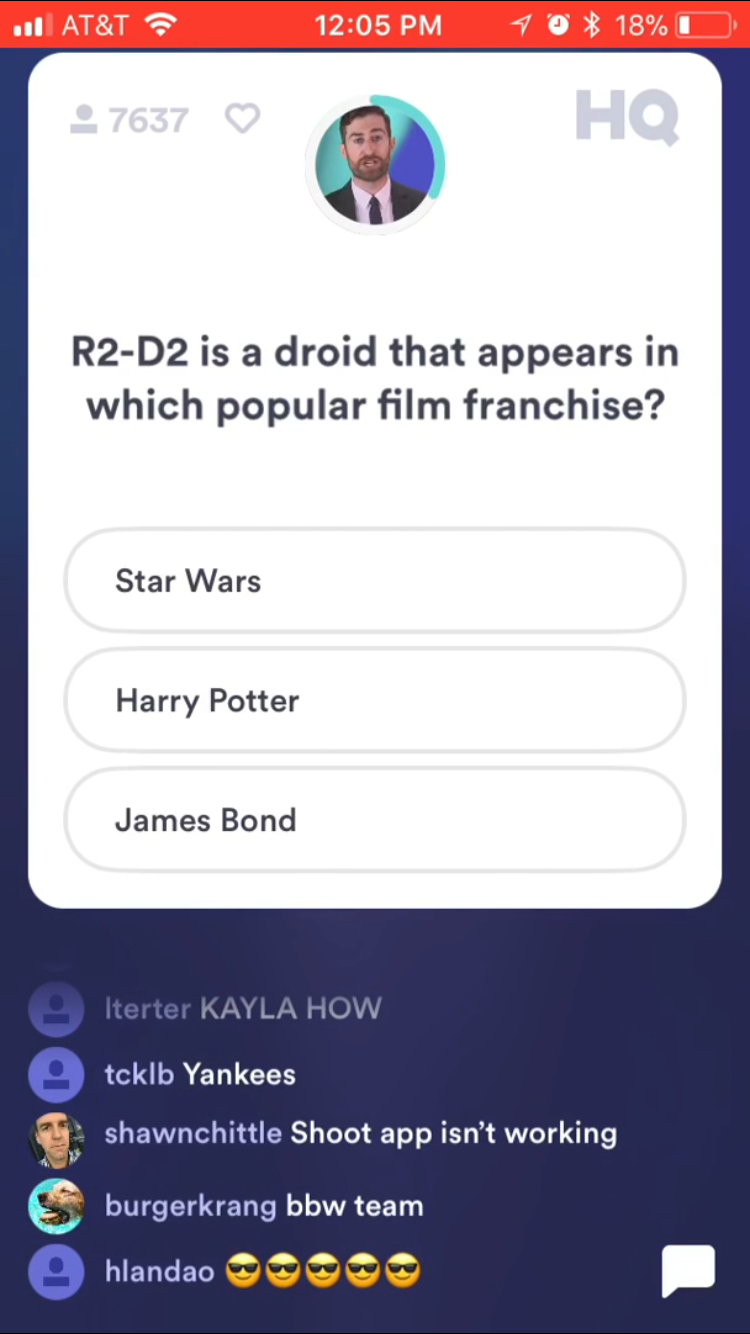 AT&T 12:05 PM 18%
7637 HQ
R2-D2 is a droid that appears in
which popular film franchise?
Star Wars
Harry Potter
James Bond
lterter KAYLA HOW
tcklb Yankees
shawnchittle Shoot app isn’t working
burgerkrang bbw team
hlandao 😎😎😎😎😎